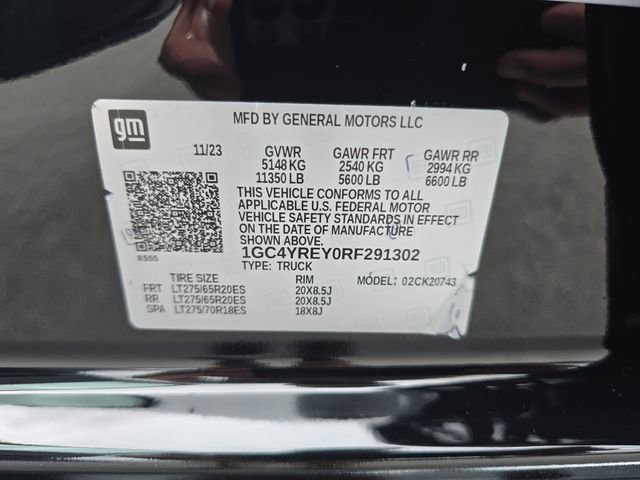 gm
MFD BY GENERAL MOTORS LLC
11/23 GVWR GAWR FRT GAWR RR
5148 KG 2540 KG 2994 KG
11350 LB 5600 LB 6600 LB
THIS VEHICLE CONFORMS TO ALL
APPLICABLE U.S. FEDERAL MOTOR
VEHICLE SAFETY STANDARDS IN EFFECT
ON THE DATE OF MANUFACTURE
SHOWN ABOVE.
1GC4YREY0RF291302
TYPE: TRUCK MODEL: 02CK20743
TIRE SIZE RIM
FRT LT275/65R20ES 20X8.5J
RR LT275/65R20ES 20X8.5J
SPA LT275/70R18ES 18X8J